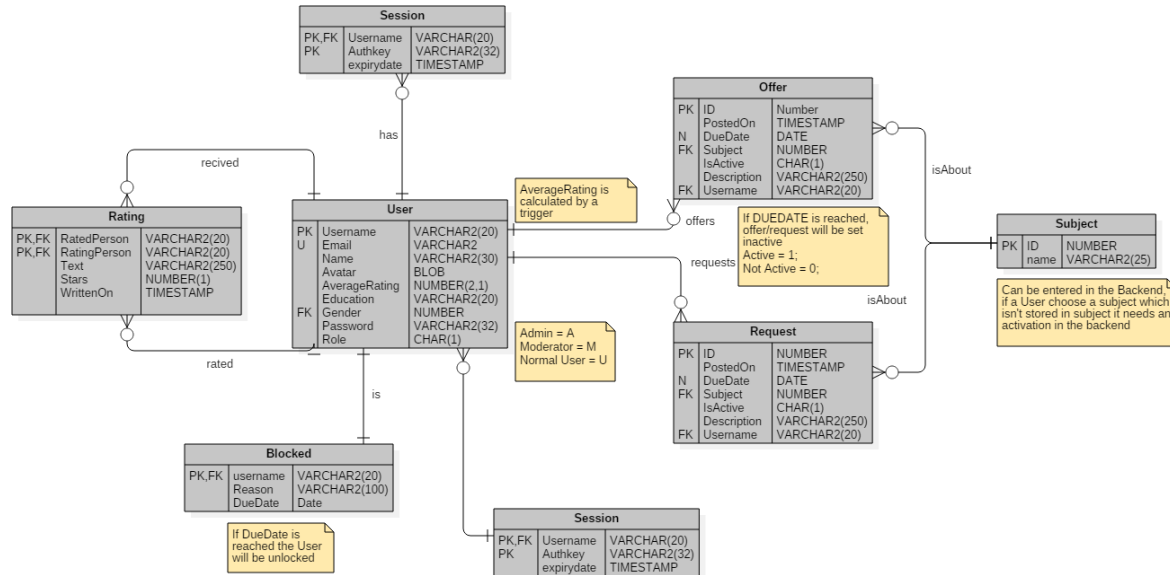 Session
PK,FK Username VARCHAR(20)
PK Authkey VARCHAR2(32)
expirydate TIMESTAMP
has
recived
Rating
PK,FK RatedPerson VARCHAR2(20)
PK,FK RatingPerson VARCHAR2(20)
Text VARCHAR2(250)
Stars NUMBER(1)
WrittenOn TIMESTAMP
rated
User
PK Username VARCHAR2(20)
U Email VARCHAR2
Name VARCHAR2(30)
Avatar BLOB
AverageRating NUMBER(2,1)
Education VARCHAR2(20)
FK Gender NUMBER
Password VARCHAR2(32)
Role CHAR(1)
AverageRating is
calculated by a
trigger
Admin = A
Moderator = M
Normal User = U
offers
requests
Offer
PK ID Number
PostedOn TIMESTAMP
N DueDate DATE
FK Subject NUMBER
IsActive CHAR(1)
Description VARCHAR2(250)
FK Username VARCHAR2(20)
If DUEDATE is reached,
offer/request will be set
inactive
Active = 1;
Not Active = 0;
isAbout
isAbout
Subject
PK ID NUMBER
name VARCHAR2(25)
Can be entered in the Backend,
if a User choose a subject which
isn't stored in subject it needs an
activation in the backend
Request
PK ID NUMBER
PostedOn TIMESTAMP
N DueDate DATE
FK Subject NUMBER
IsActive CHAR(1)
Description VARCHAR2(250)
FK Username VARCHAR2(20)
is
Blocked
PK,FK username VARCHAR2(20)
Reason VARCHAR2(100)
DueDate Date
If DueDate is
reached the User
will be unlocked
Session
PK,FK Username VARCHAR(20)
PK Authkey VARCHAR2(32)
expirydate TIMESTAMP